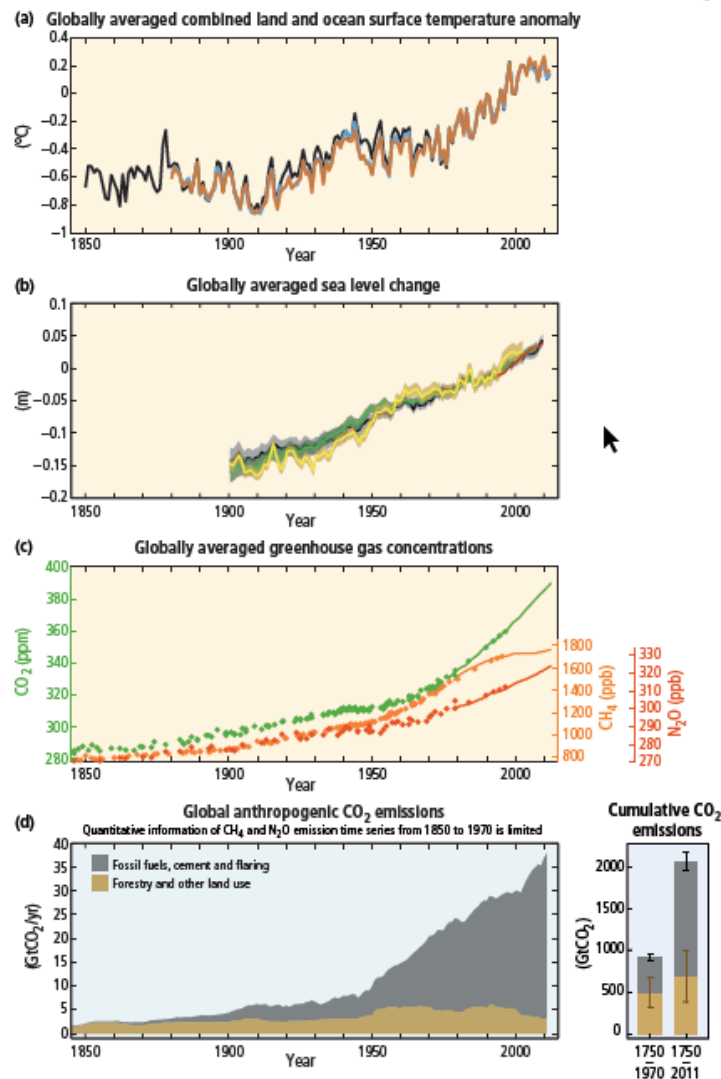 (a) Globally averaged combined land and ocean surface temperature anomaly
0.4
0.2
0
−0.2
−0.4
−0.6
−0.8
−1
(°C)
1850 1900 1950 2000
Year
(b) Globally averaged sea level change
0.1
0.05
0
−0.05
−0.1
−0.15
−0.2
(m)
1850 1900 1950 2000
Year
(c) Globally averaged greenhouse gas concentrations
400
380
360
340
320
300
280
CO2 (ppm)
1800
1600
1400
1200
1000
800
CH4 (ppb)
330
320
310
300
290
280
270
N2O (ppb)
1850 1900 1950 2000
Year
(d) Global anthropogenic CO2 emissions
Quantitative information of CH4 and N2O emission time series from 1850 to 1970 is limited
40
35
30
25
20
15
10
5
0
(GtCO2/yr)
Fossil fuels, cement and flaring
Forestry and other land use
1850 1900 1950 2000
Year
Cumulative CO2
emissions
2000
1500
1000
500
0
(GtCO2)
1750 1750
– –
1970 2011